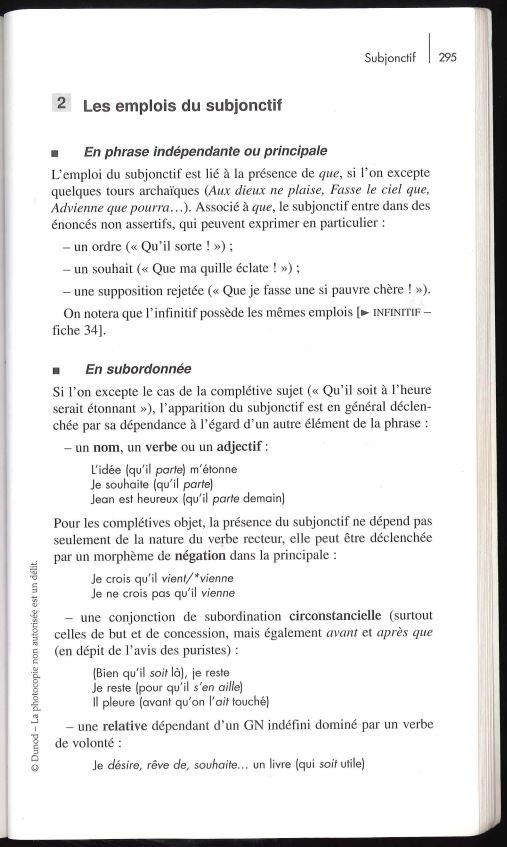 Subjonctif | 295
2 Les emplois du subjonctif
■ En phrase indépendante ou principale
L'emploi du subjonctif est lié à la présence de que, si l'on excepte
quelques tours archaïques (Aux dieux ne plaise, Fasse le ciel que,
Advienne que pourra…). Associé à que, le subjonctif entre dans des
énoncés non assertifs, qui peuvent exprimer en particulier :
– un ordre (« Qu'il sorte ! ») ;
– un souhait (« Que ma quille éclate ! ») ;
– une supposition rejetée (« Que je fasse une si pauvre chère ! »).
On notera que l'infinitif possède les mêmes emplois [► INFINITIF –
fiche 34].
■ En subordonnée
Si l'on excepte le cas de la complétive sujet (« Qu'il soit à l'heure
serait étonnant »), l'apparition du subjonctif est en général déclen-
chée par sa dépendance à l'égard d'un autre élément de la phrase :
– un nom, un verbe ou un adjectif :
L'idée (qu'il parte) m'étonne
Je souhaite (qu'il parte)
Jean est heureux (qu'il parte demain)
Pour les complétives objet, la présence du subjonctif ne dépend pas
seulement de la nature du verbe recteur, elle peut être déclenchée
par un morphème de négation dans la principale :
Je crois qu'il vient/*vienne
Je ne crois pas qu'il vienne
– une conjonction de subordination circonstancielle (surtout
celles de but et de concession, mais également avant et après que
(en dépit de l'avis des puristes) :
(Bien qu'il soit là), je reste
Je reste (pour qu'il s'en aille)
Il pleure (avant qu'on l'ait touché)
– une relative dépendant d'un GN indéfini dominé par un verbe
de volonté :
Je désire, rêve de, souhaite… un livre (qui soit utile)
© Dunod – La photocopie non autorisée est un délit.